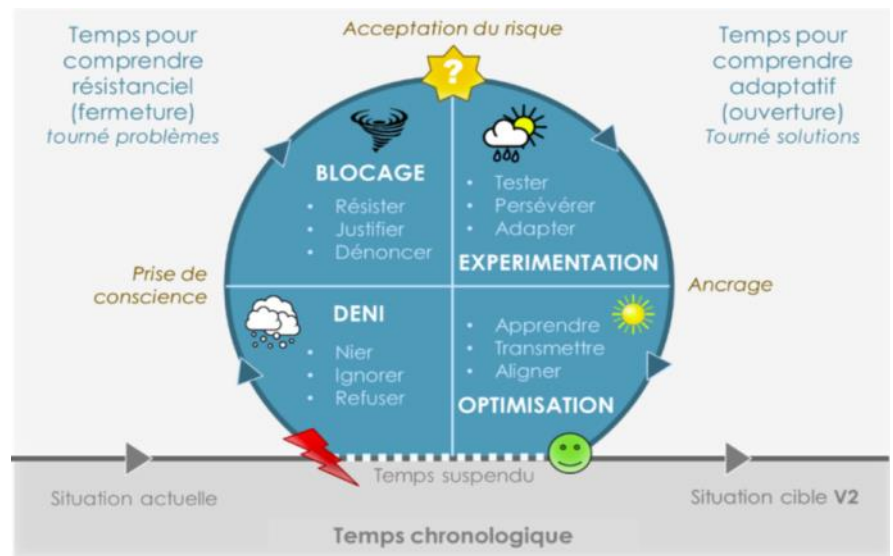 Acceptation du risque
Temps pour
comprendre
résistanciel
(fermeture)
tourné problèmes
Temps pour
comprendre
adaptatif
(ouverture)
Tourné solutions
?
BLOCAGE
• Résister
• Justifier
• Dénoncer
• Tester
• Persévérer
• Adapter
EXPERIMENTATION
Prise de
conscience
Ancrage
DENI
• Nier
• Ignorer
• Refuser
• Apprendre
• Transmettre
• Aligner
OPTIMISATION
Temps suspendu
Situation actuelle
Situation cible V2
Temps chronologique